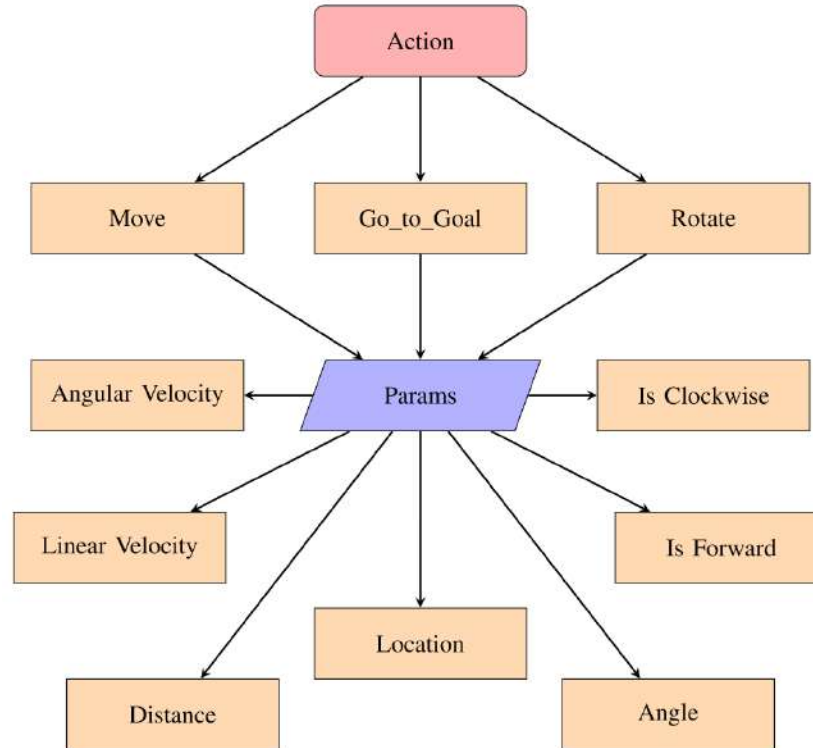 Action
Move
Go_to_Goal
Rotate
Angular Velocity
Params
Is Clockwise
Linear Velocity
Is Forward
Location
Distance
Angle